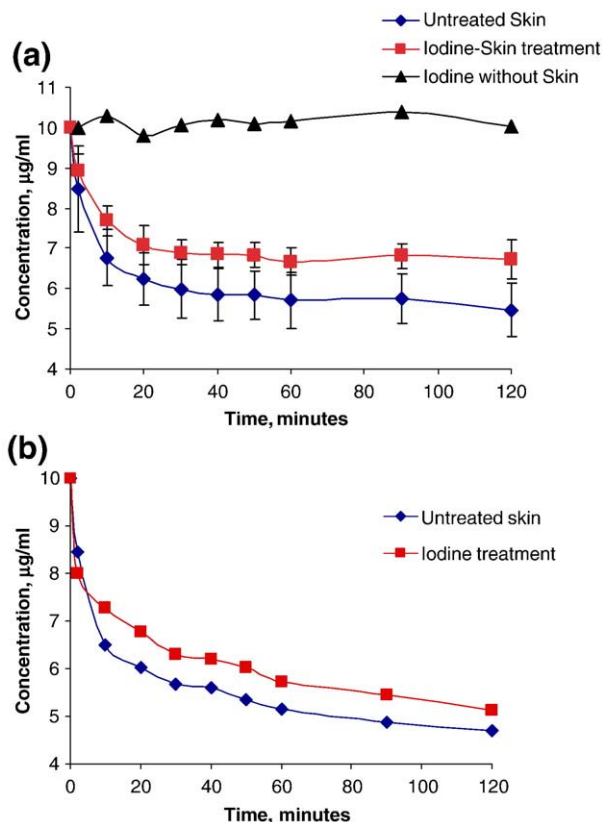 Untreated Skin
Iodine-Skin treatment
Iodine without Skin
(a)
11
10
9
8
7
6
5
4
Concentration, µg/ml
0 20 40 60 80 100 120
Time, minutes
(b)
10
9
8
7
6
5
4
Concentration, µg/ml
Untreated skin
Iodine treatment
0 20 40 60 80 100 120
Time, minutes